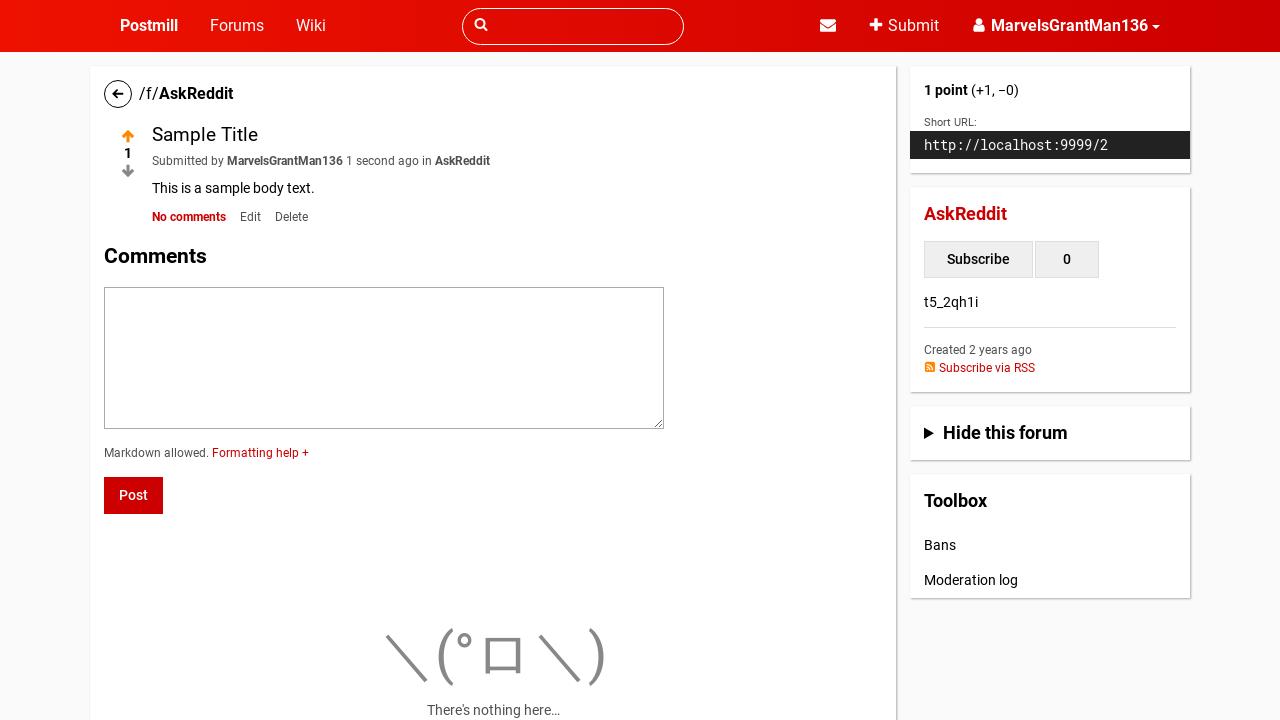 Postmill
Forums
Wiki
Submit
MarvelsGrantMan136
/f/AskReddit
Sample Title
1
Submitted by MarvelsGrantMan136 1 second ago in AskReddit
This is a sample body text.
No comments Edit Delete
Comments
Markdown allowed. Formatting help +
Post
＼(°ロ＼)
There's nothing here…
1 point (+1, −0)
Short URL:
http://localhost:9999/2
AskReddit
Subscribe 0
t5_2qh1i
Created 2 years ago
Subscribe via RSS
Hide this forum
Toolbox
Bans
Moderation log